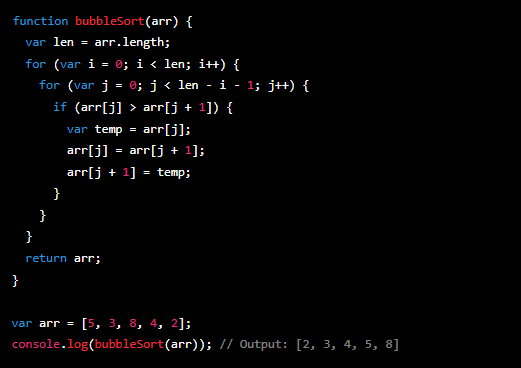 function bubbleSort(arr) {
  var len = arr.length;
  for (var i = 0; i < len; i++) {
    for (var j = 0; j < len - i - 1; j++) {
      if (arr[j] > arr[j + 1]) {
        var temp = arr[j];
        arr[j] = arr[j + 1];
        arr[j + 1] = temp;
      }
    }
  }
  return arr;
}

var arr = [5, 3, 8, 4, 2];
console.log(bubbleSort(arr)); // Output: [2, 3, 4, 5, 8]